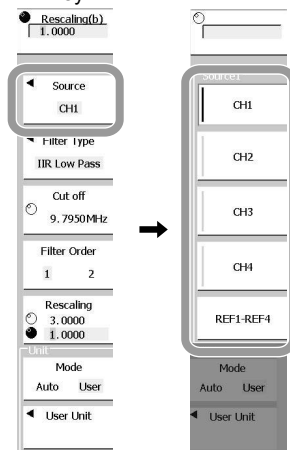 Rescaling(b)
1.0000
Source
CH1
Filter Type
IIR Low Pass
Cut off
9.7950MHz
Filter Order
1 2
Rescaling
3.0000
1.0000
Unit
Mode
Auto User
User Unit
Source1
CH1
CH2
CH3
CH4
REF1-REF4
Mode
Auto User
User Unit